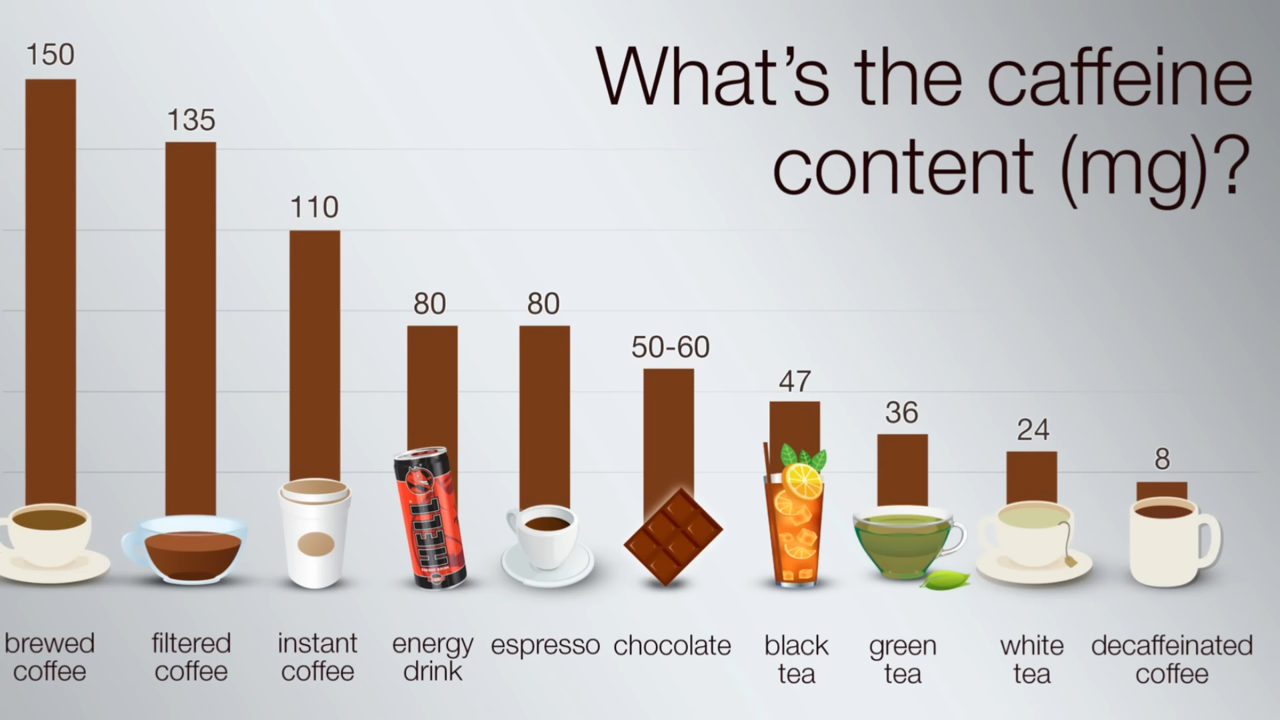 What's the caffeine
content (mg)?
150
135
110
80
80
50-60
47
36
24
8
HELL
brewed
coffee
filtered
coffee
instant
coffee
energy
drink
espresso
chocolate
black
tea
green
tea
white
tea
decaffeinated
coffee